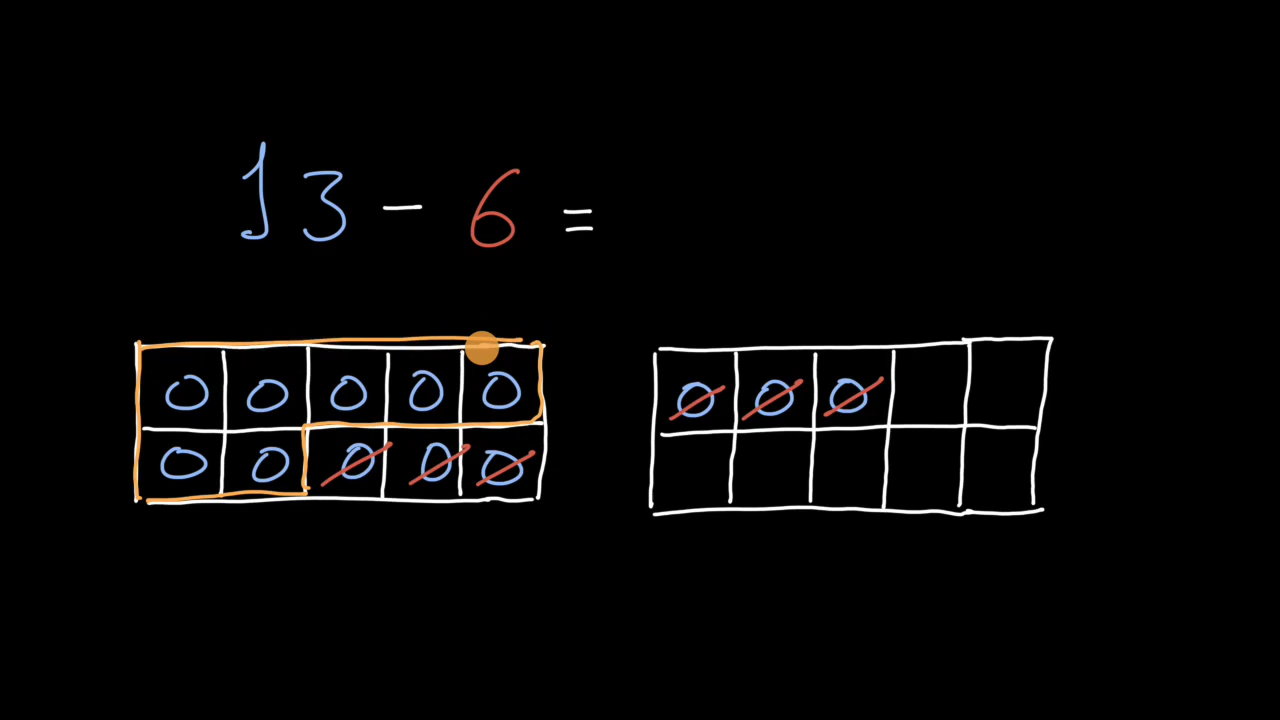 13 - 6 =